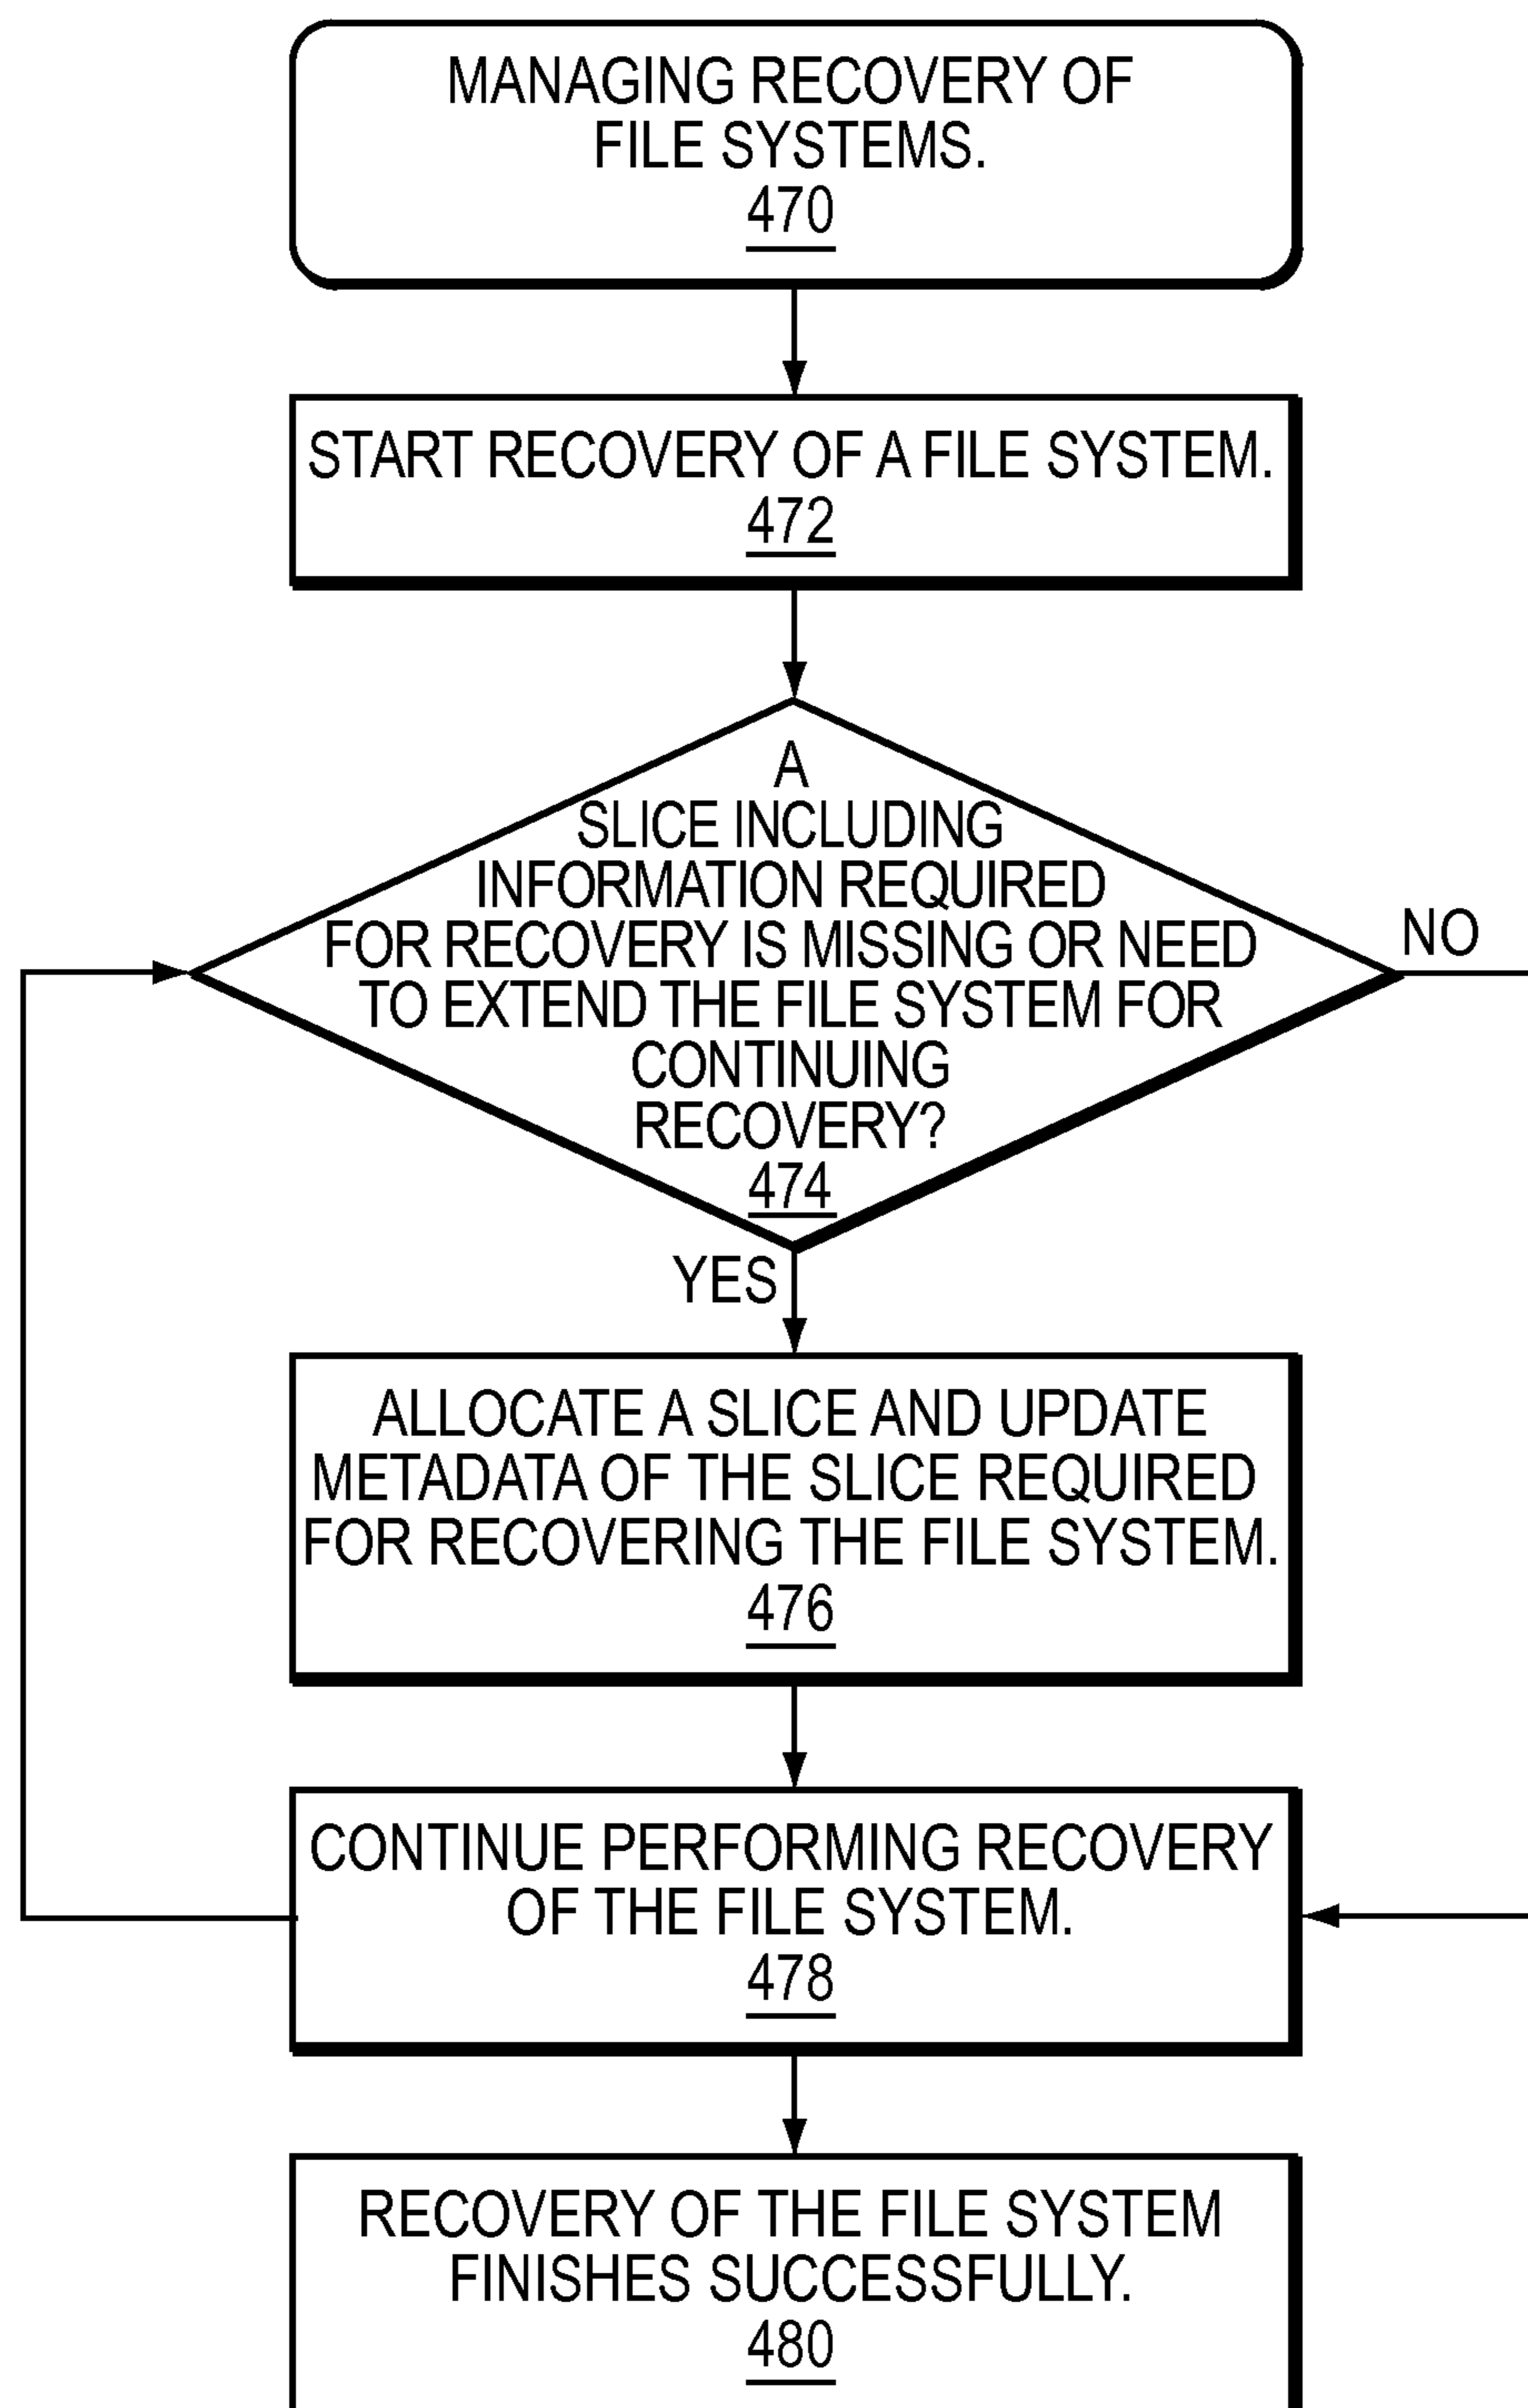 MANAGING RECOVERY OF
FILE SYSTEMS.
470
START RECOVERY OF A FILE SYSTEM.
472
A
SLICE INCLUDING
INFORMATION REQUIRED
FOR RECOVERY IS MISSING OR NEED
TO EXTEND THE FILE SYSTEM FOR
CONTINUING
RECOVERY?
474
NO
YES
ALLOCATE A SLICE AND UPDATE
METADATA OF THE SLICE REQUIRED
FOR RECOVERING THE FILE SYSTEM.
476
CONTINUE PERFORMING RECOVERY
OF THE FILE SYSTEM.
478
RECOVERY OF THE FILE SYSTEM
FINISHES SUCCESSFULLY.
480